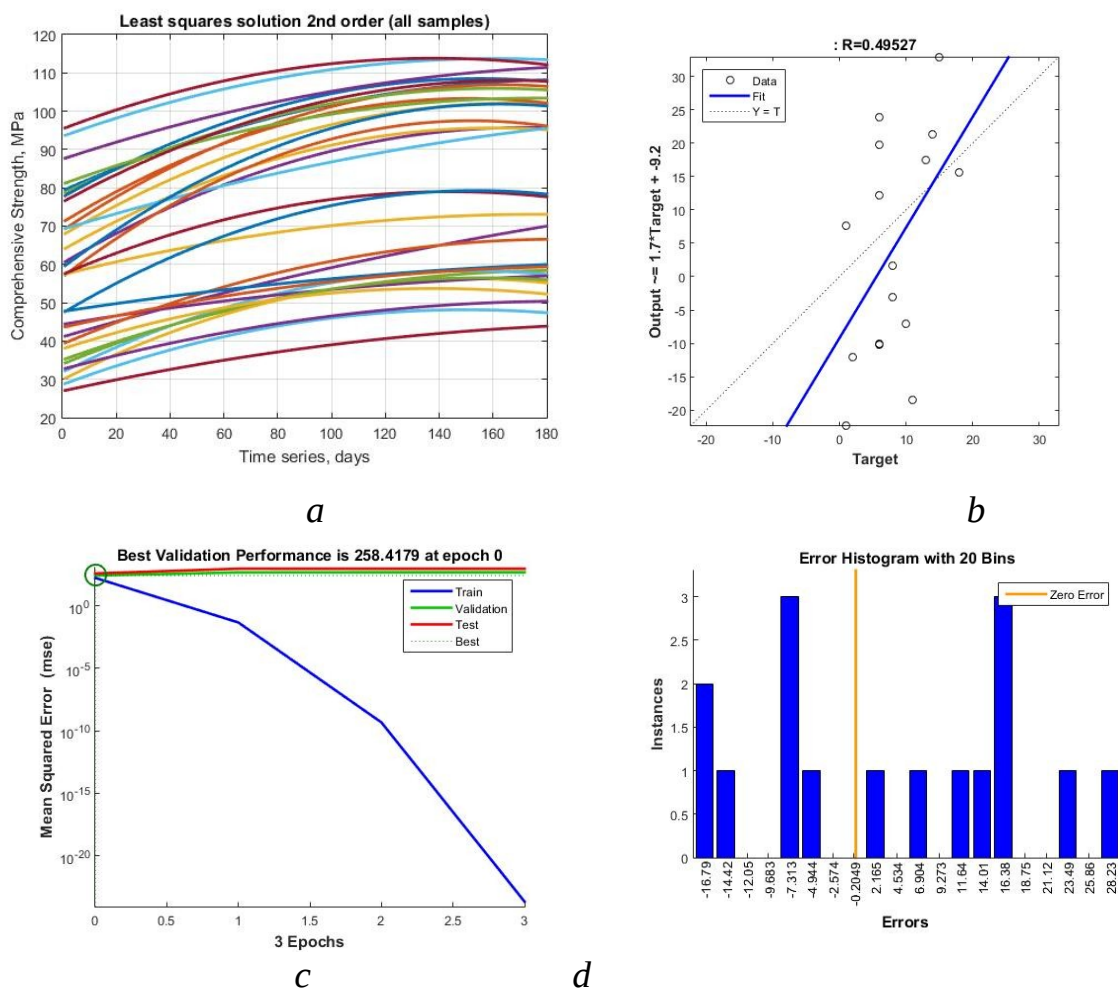 Least squares solution 2nd order (all samples)
Comprehensive Strength, MPa
120
110
100
90
80
70
60
50
40
30
20
0 20 40 60 80 100 120 140 160 180
Time series, days
a
: R=0.49527
Output ~= 1.7*Target + -9.2
Data
Fit
Y = T
30
25
20
15
10
5
0
-5
-10
-15
-20
-20 -10 0 10 20 30
Target
b
Best Validation Performance is 258.4179 at epoch 0
Mean Squared Error (mse)
Train
Validation
Test
Best
10^0
10^-5
10^-10
10^-15
10^-20
0 0.5 1 1.5 2 2.5 3
3 Epochs
c
Error Histogram with 20 Bins
Instances
Zero Error
3
2.5
2
1.5
1
0.5
0
-16.79 -14.42 -12.05 -9.683 -7.313 -4.944 -2.574 -0.2049 2.165 4.534 6.904 9.273 11.64 14.01 16.38 18.75 21.12 23.49 25.86 28.23
Errors
d